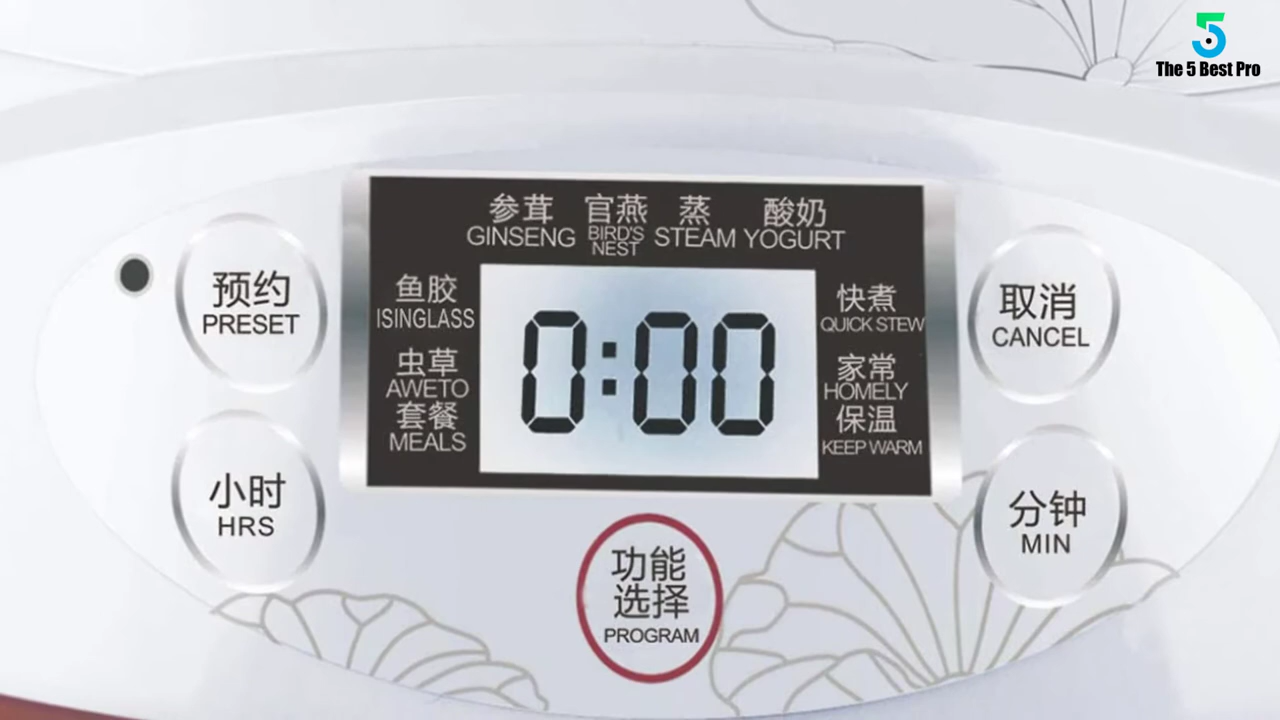 5
The 5 Best Pro
参茸 官燕 蒸 酸奶
GINSENG BIRD'S NEST STEAM YOGURT
鱼胶
ISINGLASS
虫草
AWETO
套餐
MEALS
0:00
快煮
QUICK STEW
家常
HOMELY
保温
KEEP WARM
预约
PRESET
取消
CANCEL
小时
HRS
分钟
MIN
功能
选择
PROGRAM